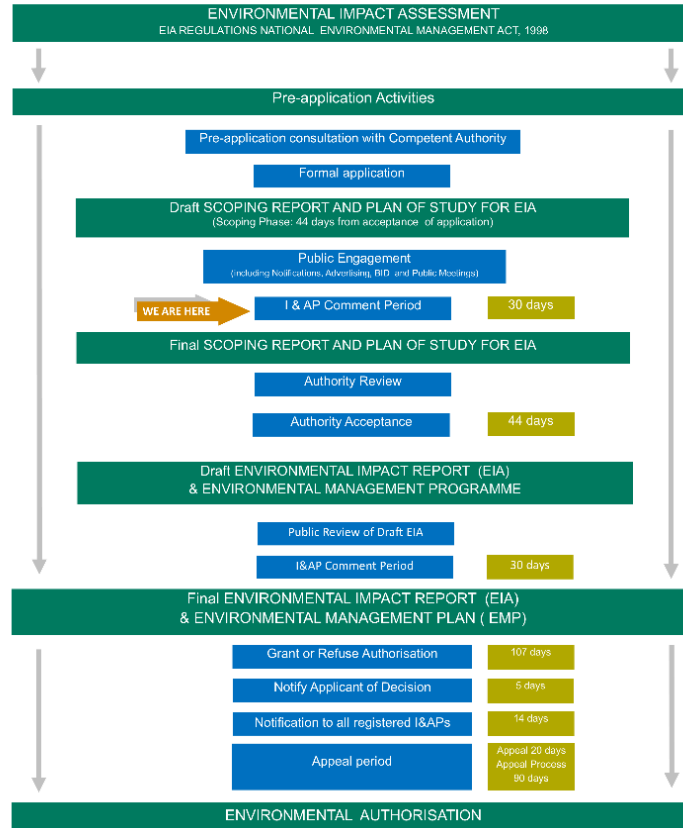 ENVIRONMENTAL IMPACT ASSESSMENT
EIA REGULATIONS NATIONAL ENVIRONMENTAL MANAGEMENT ACT, 1998
Pre-application Activities
Pre-application consultation with Competent Authority
Formal application
Draft SCOPING REPORT AND PLAN OF STUDY FOR EIA
(Scoping Phase: 44 days from acceptance of application)
Public Engagement
(including Notifications, Advertising, BID and Public Meetings)
WE ARE HERE
I & AP Comment Period
30 days
Final SCOPING REPORT AND PLAN OF STUDY FOR EIA
Authority Review
Authority Acceptance
44 days
Draft ENVIRONMENTAL IMPACT REPORT (EIA)
& ENVIRONMENTAL MANAGEMENT PROGRAMME
Public Review of Draft EIA
I&AP Comment Period
30 days
Final ENVIRONMENTAL IMPACT REPORT (EIA)
& ENVIRONMENTAL MANAGEMENT PLAN ( EMP)
Grant or Refuse Authorisation
107 days
Notify Applicant of Decision
5 days
Notification to all registered I&APs
14 days
Appeal period
Appeal 20 days
Appeal Process
90 days
ENVIRONMENTAL AUTHORISATION